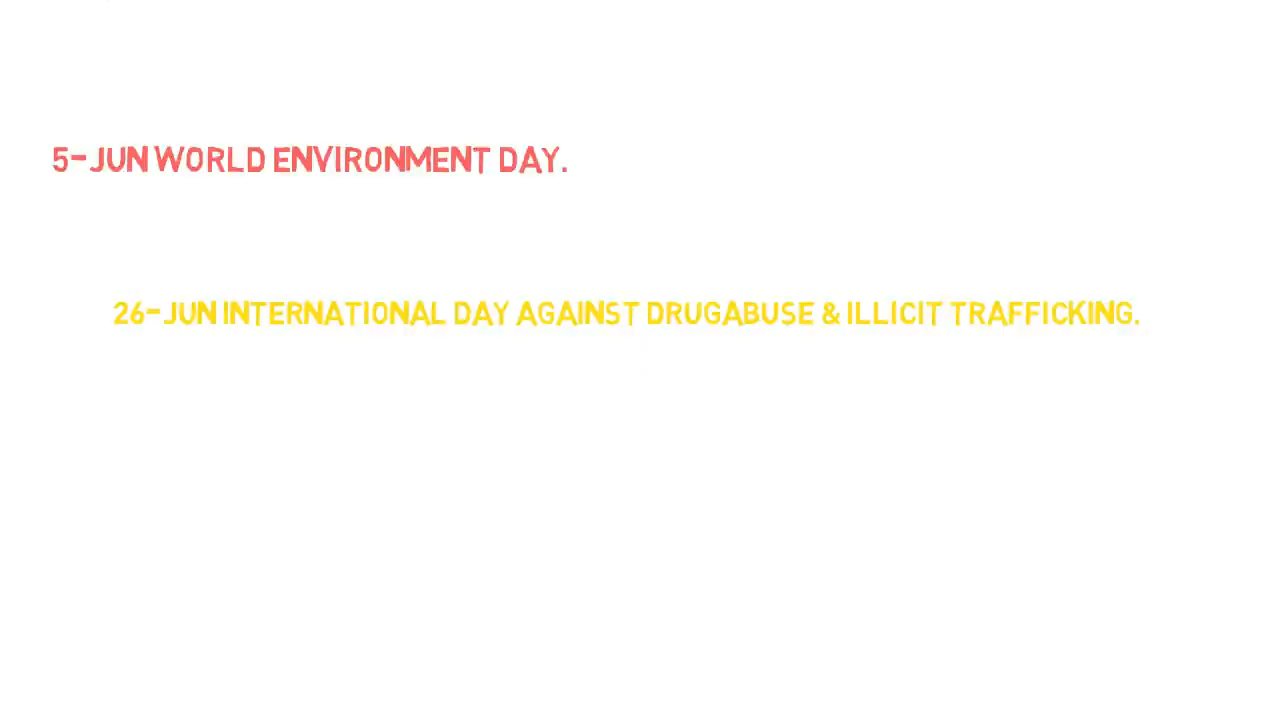 5-JUN WORLD ENVIRONMENT DAY.
26-JUN INTERNATIONAL DAY AGAINST DRUGABUSE & ILLICIT TRAFFICKING.